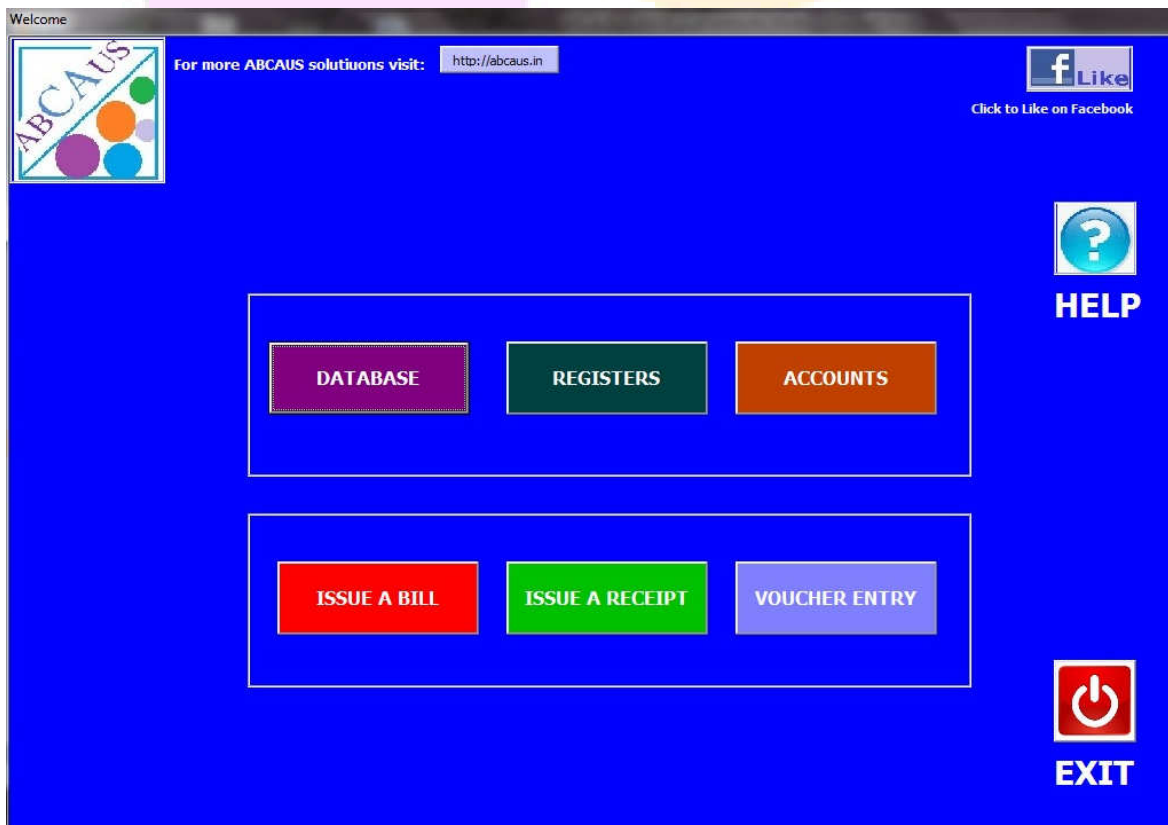 Welcome
ABCAUS
For more ABCAUS solutiuons visit: http://abcaus.in
f Like
Click to Like on Facebook
?
HELP
DATABASE REGISTERS ACCOUNTS
ISSUE A BILL ISSUE A RECEIPT VOUCHER ENTRY
EXIT